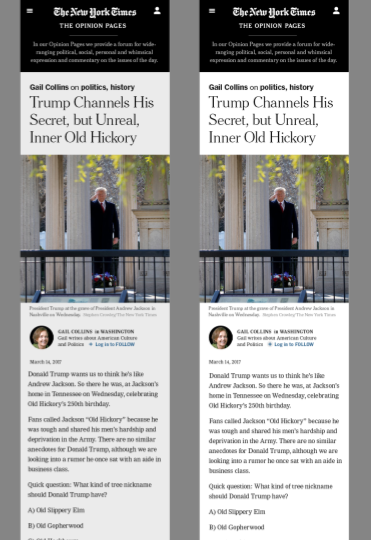 The New York Times
THE OPINION PAGES
In our Opinion Pages we provide a forum for wide-
ranging political, social, personal and whimsical
expression and commentary on the issues of the day.
Gail Collins on politics, history
Trump Channels His
Secret, but Unreal,
Inner Old Hickory
President Trump at the grave of President Andrew Jackson in
Nashville on Wednesday. Stephen Crowley/The New York Times
GAIL COLLINS in WASHINGTON
Gail writes about American Culture
and Politics + Log in to FOLLOW
March 14, 2017
Donald Trump wants us to think he's like
Andrew Jackson. So there he was, at Jackson's
home in Tennessee on Wednesday, celebrating
Old Hickory's 250th birthday.
Fans called Jackson "Old Hickory" because he
was tough and shared his men's hardship and
deprivation in the Army. There are no similar
anecdotes for Donald Trump, although we are
looking into a rumor he once sat with an aide in
business class.
Quick question: What kind of tree nickname
should Donald Trump have?
A) Old Slippery Elm
B) Old Gopherwood
The New York Times
THE OPINION PAGES
In our Opinion Pages we provide a forum for wide-
ranging political, social, personal and whimsical
expression and commentary on the issues of the day.
Gail Collins on politics, history
Trump Channels His
Secret, but Unreal,
Inner Old Hickory
President Trump at the grave of President Andrew Jackson in
Nashville on Wednesday. Stephen Crowley/The New York Times
GAIL COLLINS in WASHINGTON
Gail writes about American Culture
and Politics + Log in to FOLLOW
March 14, 2017
Donald Trump wants us to think he's like
Andrew Jackson. So there he was, at Jackson's
home in Tennessee on Wednesday, celebrating
Old Hickory's 250th birthday.
Fans called Jackson "Old Hickory" because he
was tough and shared his men's hardship and
deprivation in the Army. There are no similar
anecdotes for Donald Trump, although we are
looking into a rumor he once sat with an aide in
business class.
Quick question: What kind of tree nickname
should Donald Trump have?
A) Old Slippery Elm
B) Old Gopherwood